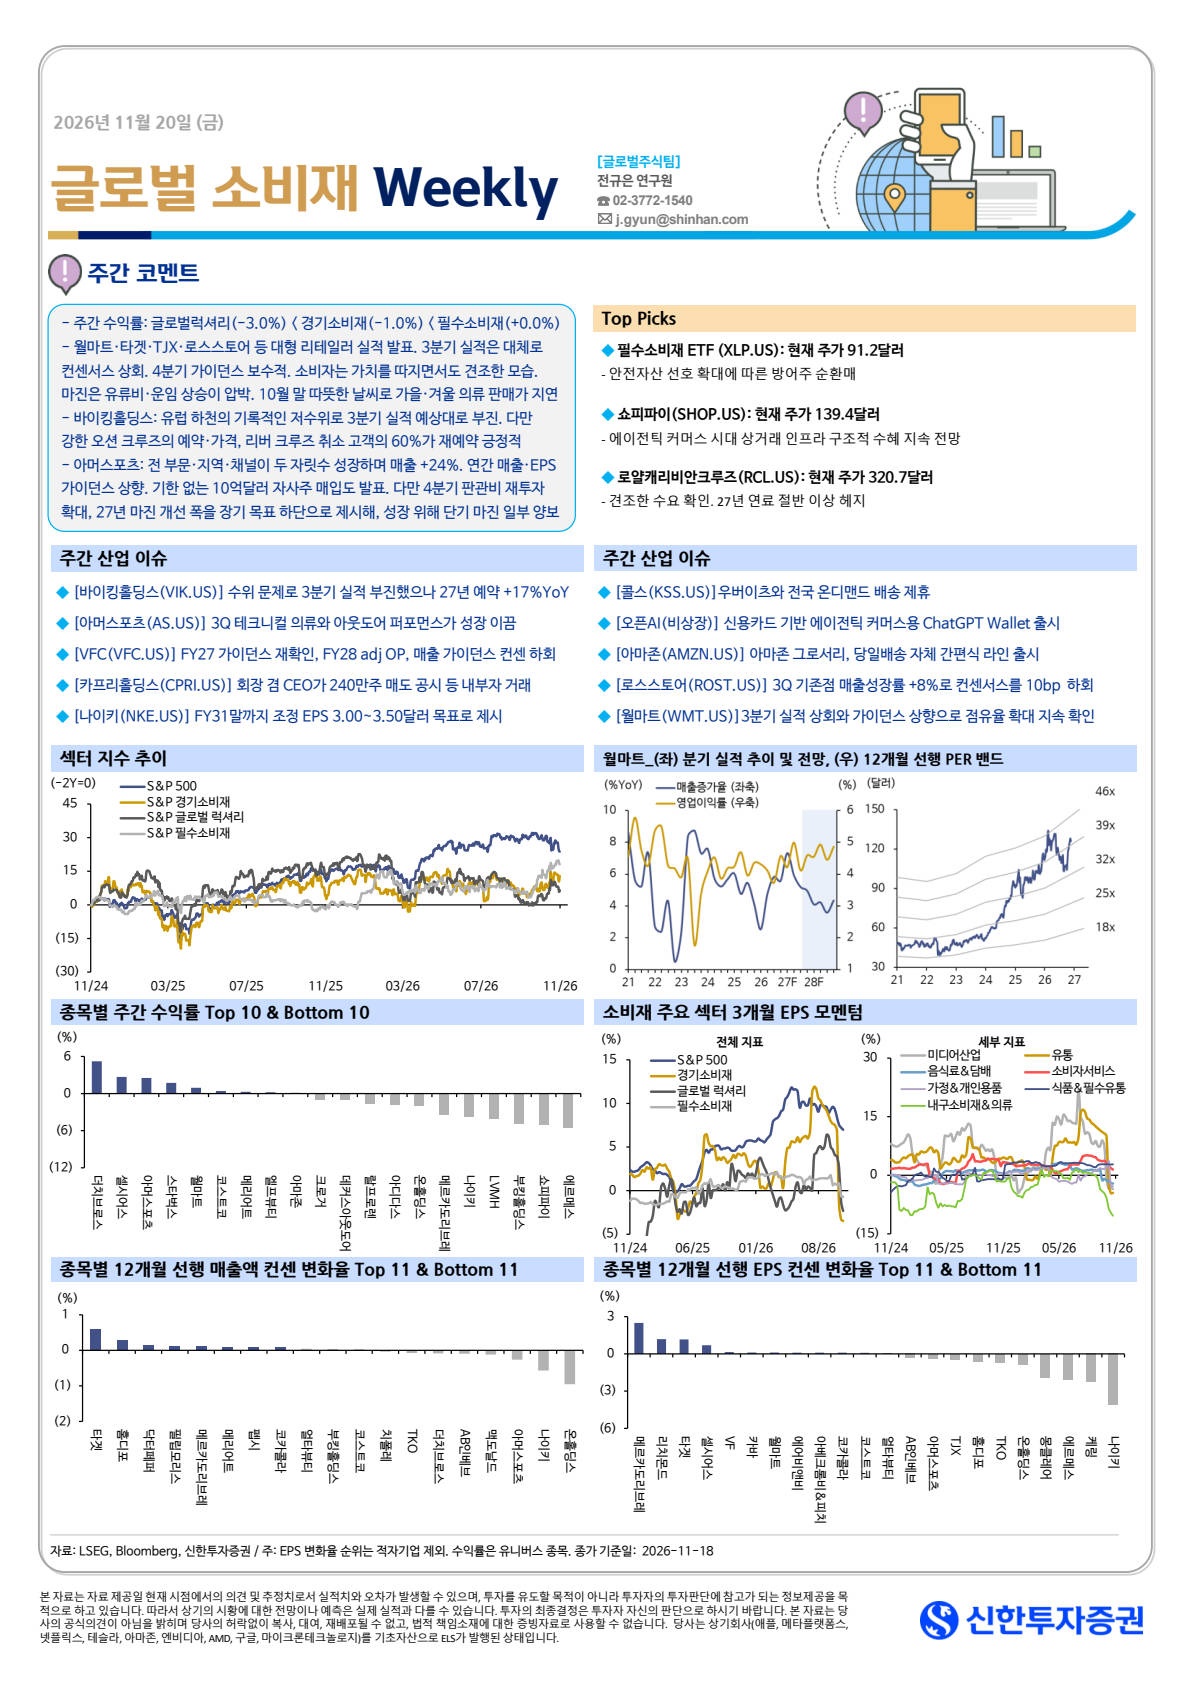 2026년 11월 20일 (금)
글로벌 소비재 Weekly
[글로벌주식팀]
전규은 연구원
☎ 02-3772-1540
✉ j.gyun@shinhan.com
주간 코멘트
- 주간 수익률: 글로벌럭셔리(-3.0%) < 경기소비재(-1.0%) < 필수소비재(+0.0%)
- 월마트·타겟·TJX·로스스토어 등 대형 리테일러 실적 발표. 3분기 실적은 대체로
컨센서스 상회. 4분기 가이던스 보수적. 소비자는 가치를 따지면서도 견조한 모습.
마진은 유류비·운임 상승이 압박. 10월 말 따뜻한 날씨로 가을·겨울 의류 판매가 지연
- 바이킹홀딩스: 유럽 하천의 기록적인 저수위로 3분기 실적 예상대로 부진. 다만
강한 오션 크루즈의 예약·가격, 리버 크루즈 취소 고객의 60%가 재예약 긍정적
- 아머스포츠: 전 부문·지역·채널이 두 자릿수 성장하며 매출 +24%. 연간 매출·EPS
가이던스 상향. 기한 없는 10억달러 자사주 매입도 발표. 다만 4분기 판관비 재투자
확대, 27년 마진 개선 폭을 장기 목표 하단으로 제시해, 성장 위해 단기 마진 일부 양보
Top Picks
◆ 필수소비재 ETF (XLP.US): 현재 주가 91.2달러
- 안전자산 선호 확대에 따른 방어주 순환매
◆ 쇼피파이(SHOP.US): 현재 주가 139.4달러
- 에이전틱 커머스 시대 상거래 인프라 구조적 수혜 지속 전망
◆ 로얄캐리비안크루즈(RCL.US): 현재 주가 320.7달러
- 견조한 수요 확인. 27년 연료 절반 이상 헤지
주간 산업 이슈
◆ [바이킹홀딩스(VIK.US)] 수위 문제로 3분기 실적 부진했으나 27년 예약 +17%YoY
◆ [아머스포츠(AS.US)] 3Q 테크니컬 의류와 아웃도어 퍼포먼스가 성장 이끔
◆ [VFC(VFC.US)] FY27 가이던스 재확인, FY28 adj OP, 매출 가이던스 컨센 하회
◆ [카프리홀딩스(CPRI.US)] 회장 겸 CEO가 240만주 매도 공시 등 내부자 거래
◆ [나이키(NKE.US)] FY31말까지 조정 EPS 3.00~3.50달러 목표로 제시
주간 산업 이슈
◆ [콜스(KSS.US)]우버이츠와 전국 온디맨드 배송 제휴
◆ [오픈AI(비상장)] 신용카드 기반 에이전틱 커머스용 ChatGPT Wallet 출시
◆ [아마존(AMZN.US)] 아마존 그로서리, 당일배송 자체 간편식 라인 출시
◆ [로스스토어(ROST.US)] 3Q 기존점 매출성장률 +8%로 컨센서스를 10bp 하회
◆ [월마트(WMT.US)]3분기 실적 상회와 가이던스 상향으로 점유율 확대 지속 확인
섹터 지수 추이
(-2Y=0)
S&P 500
S&P 경기소비재
S&P 글로벌 럭셔리
S&P 필수소비재
45
30
15
0
(15)
(30)
11/24 03/25 07/25 11/25 03/26 07/26 11/26
월마트_(좌) 분기 실적 추이 및 전망, (우) 12개월 선행 PER 밴드
(%YoY) (%)
매출증가율 (좌축)
영업이익률 (우축)
10 6
8 5
6 4
4 3
2 2
0 1
21 22 23 24 25 26 27F 28F
(달러)
150
120
90
60
30
46x
39x
32x
25x
18x
21 22 23 24 25 26 27
종목별 주간 수익률 Top 10 & Bottom 10
(%)
6
0
(6)
(12)
더치브로스 셀시어스 아머스포츠 스타벅스 월마트 코스트코 메리어트 엘프뷰티 아마존 크로거 데커스아웃도어 랄프로렌 아디다스 온홀딩스 메르카도리브레 나이키 LVMH 부킹홀딩스 쇼피파이 에르메스
소비재 주요 섹터 3개월 EPS 모멘텀
(%) 전체 지표
S&P 500
경기소비재
글로벌 럭셔리
필수소비재
15
10
5
0
(5)
11/24 06/25 01/26 08/26
(%) 세부 지표
미디어산업 유통
음식료&담배 소비자서비스
가정&개인용품 식품&필수유통
내구소비재&의류
30
15
0
(15)
11/24 05/25 11/25 05/26 11/26
종목별 12개월 선행 매출액 컨센 변화율 Top 11 & Bottom 11
(%)
1
0
(1)
(2)
타겟 홈디포 닥터페퍼 필립모리스 메르카도리브레 메리어트 펩시 코카콜라 얼타뷰티 부킹홀딩스 코스트코 치폴레 TKO 더치브로스 AB인베브 맥도날드 아머스포츠 나이키 온홀딩스
종목별 12개월 선행 EPS 컨센 변화율 Top 11 & Bottom 11
(%)
3
0
(3)
(6)
메르카도리브레 리치몬드 타겟 셀시어스 VF 카바 월마트 에어비앤비 아베크롬비&피치 코카콜라 코스트코 얼타뷰티 AB인베브 아머스포츠 TJX 홈디포 TKO 온홀딩스 몽클레어 에르메스 케링 나이키
자료: LSEG, Bloomberg, 신한투자증권 / 주: EPS 변화율 순위는 적자기업 제외. 수익률은 유니버스 종목. 종가 기준일: 2026-11-18
본 자료는 자료 제공일 현재 시점에서의 의견 및 추정치로서 실적치와 오차가 발생할 수 있으며, 투자를 유도할 목적이 아니라 투자자의 투자판단에 참고가 되는 정보제공을 목
적으로 하고 있습니다. 따라서 상기의 시황에 대한 전망이나 예측은 실제 실적과 다를 수 있습니다. 투자의 최종결정은 투자자 자신의 판단으로 하시기 바랍니다. 본 자료는 당
사의 공식의견이 아님을 밝히며 당사의 허락없이 복사, 대여, 재배포될 수 없고, 법적 책임소재에 대한 증빙자료로 사용할 수 없습니다. 당사는 상기회사(애플, 메타플랫폼스,
넷플릭스, 테슬라, 아마존, 엔비디아, AMD, 구글, 마이크론테크놀로지)를 기초자산으로 ELS가 발행된 상태입니다.
신한투자증권